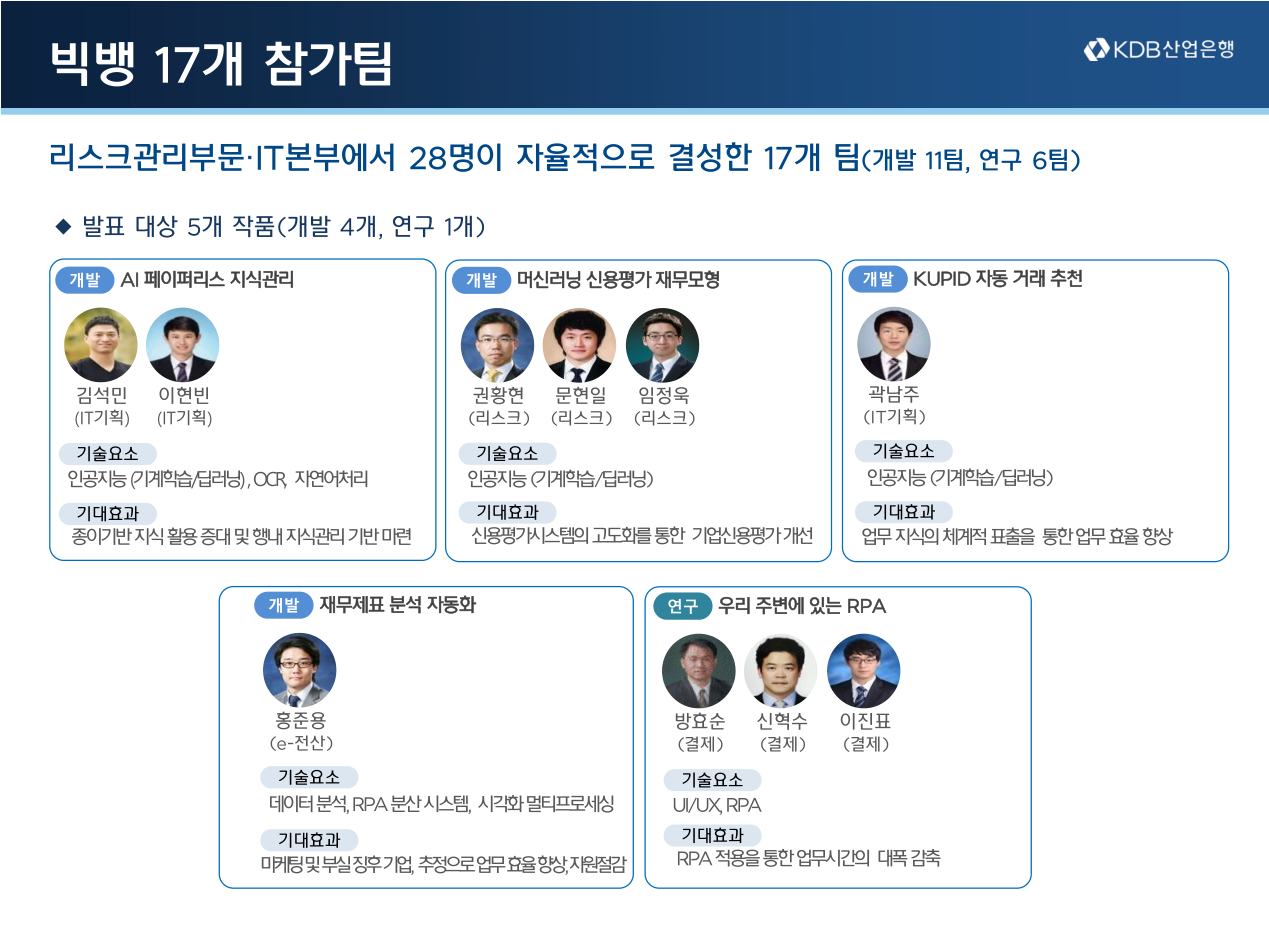 빅뱅 17개 참가팀
KDB산업은행
리스크관리부문·IT본부에서 28명이 자율적으로 결성한 17개 팀(개발 11팀, 연구 6팀)
◆ 발표 대상 5개 작품(개발 4개, 연구 1개)
개발 AI 페이퍼리스 지식관리
김석민 이현빈
(IT기획) (IT기획)
기술요소
인공지능 (기계학습/딥러닝) , OCR, 자연어처리
기대효과
종이기반 지식 활용 증대 및 행내 지식관리 기반 마련
개발 머신러닝 신용평가 재무모형
권황현 문현일 임정욱
(리스크) (리스크) (리스크)
기술요소
인공지능 (기계학습/딥러닝)
기대효과
신용평가시스템의 고도화를 통한 기업신용평가 개선
개발 KUPID 자동 거래 추천
곽남주
(IT기획)
기술요소
인공지능 (기계학습/딥러닝)
기대효과
업무 지식의 체계적 표출을 통한 업무 효율 향상
개발 재무제표 분석 자동화
홍준용
(e-전산)
기술요소
데이터 분석, RPA 분산 시스템, 시각화 멀티프로세싱
기대효과
마케팅 및 부실 징후 기업, 추정으로 업무 효율 향상, 자원절감
연구 우리 주변에 있는 RPA
방효순 신혁수 이진표
(결제) (결제) (결제)
기술요소
UI/UX, RPA
기대효과
RPA 적용을 통한 업무시간의 대폭 감축